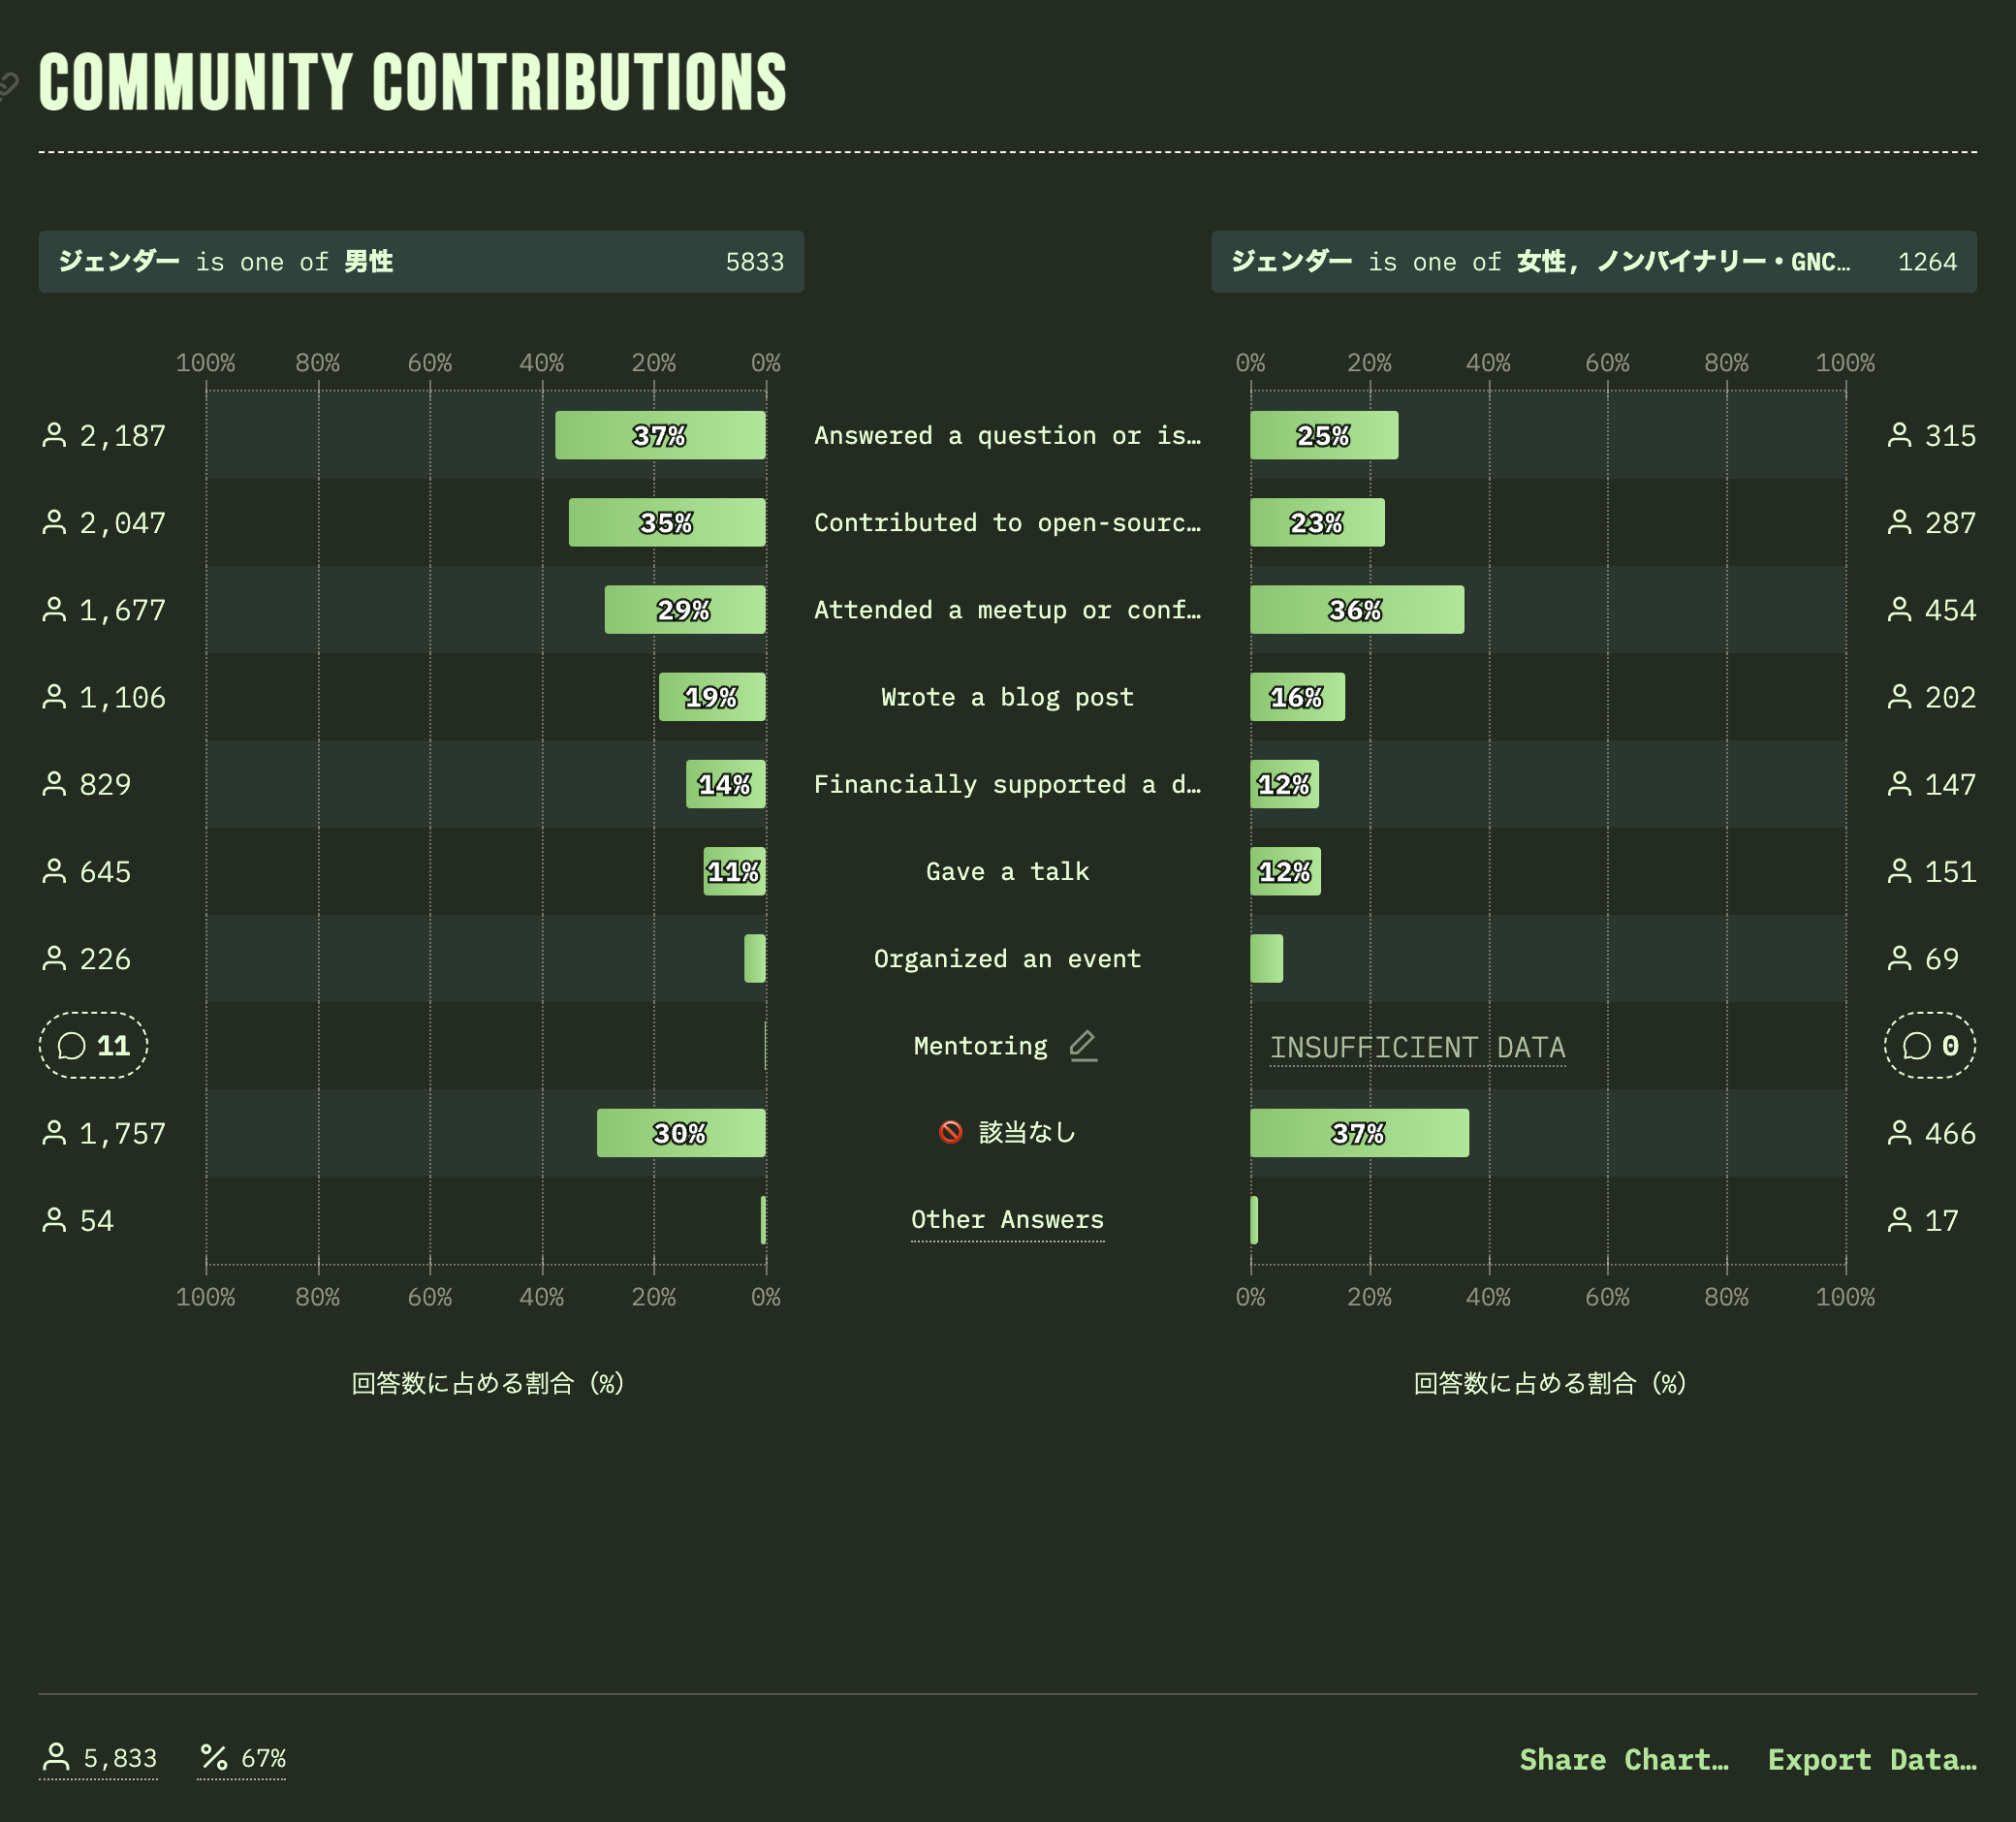 COMMUNITY CONTRIBUTIONS
ジェンダー is one of 男性 5833
ジェンダー is one of 女性, ノンバイナリー・GNC… 1264
100% 80% 60% 40% 20% 0%
0% 20% 40% 60% 80% 100%
2,187 37% Answered a question or is… 25% 315
2,047 35% Contributed to open-sourc… 23% 287
1,677 29% Attended a meetup or conf… 36% 454
1,106 19% Wrote a blog post 16% 202
829 14% Financially supported a d… 12% 147
645 11% Gave a talk 12% 151
226 Organized an event 69
11 Mentoring INSUFFICIENT DATA 0
1,757 30% 🚫 該当なし 37% 466
54 Other Answers 17
100% 80% 60% 40% 20% 0%
0% 20% 40% 60% 80% 100%
回答数に占める割合 (%)
回答数に占める割合 (%)
5,833 67%
Share Chart… Export Data…